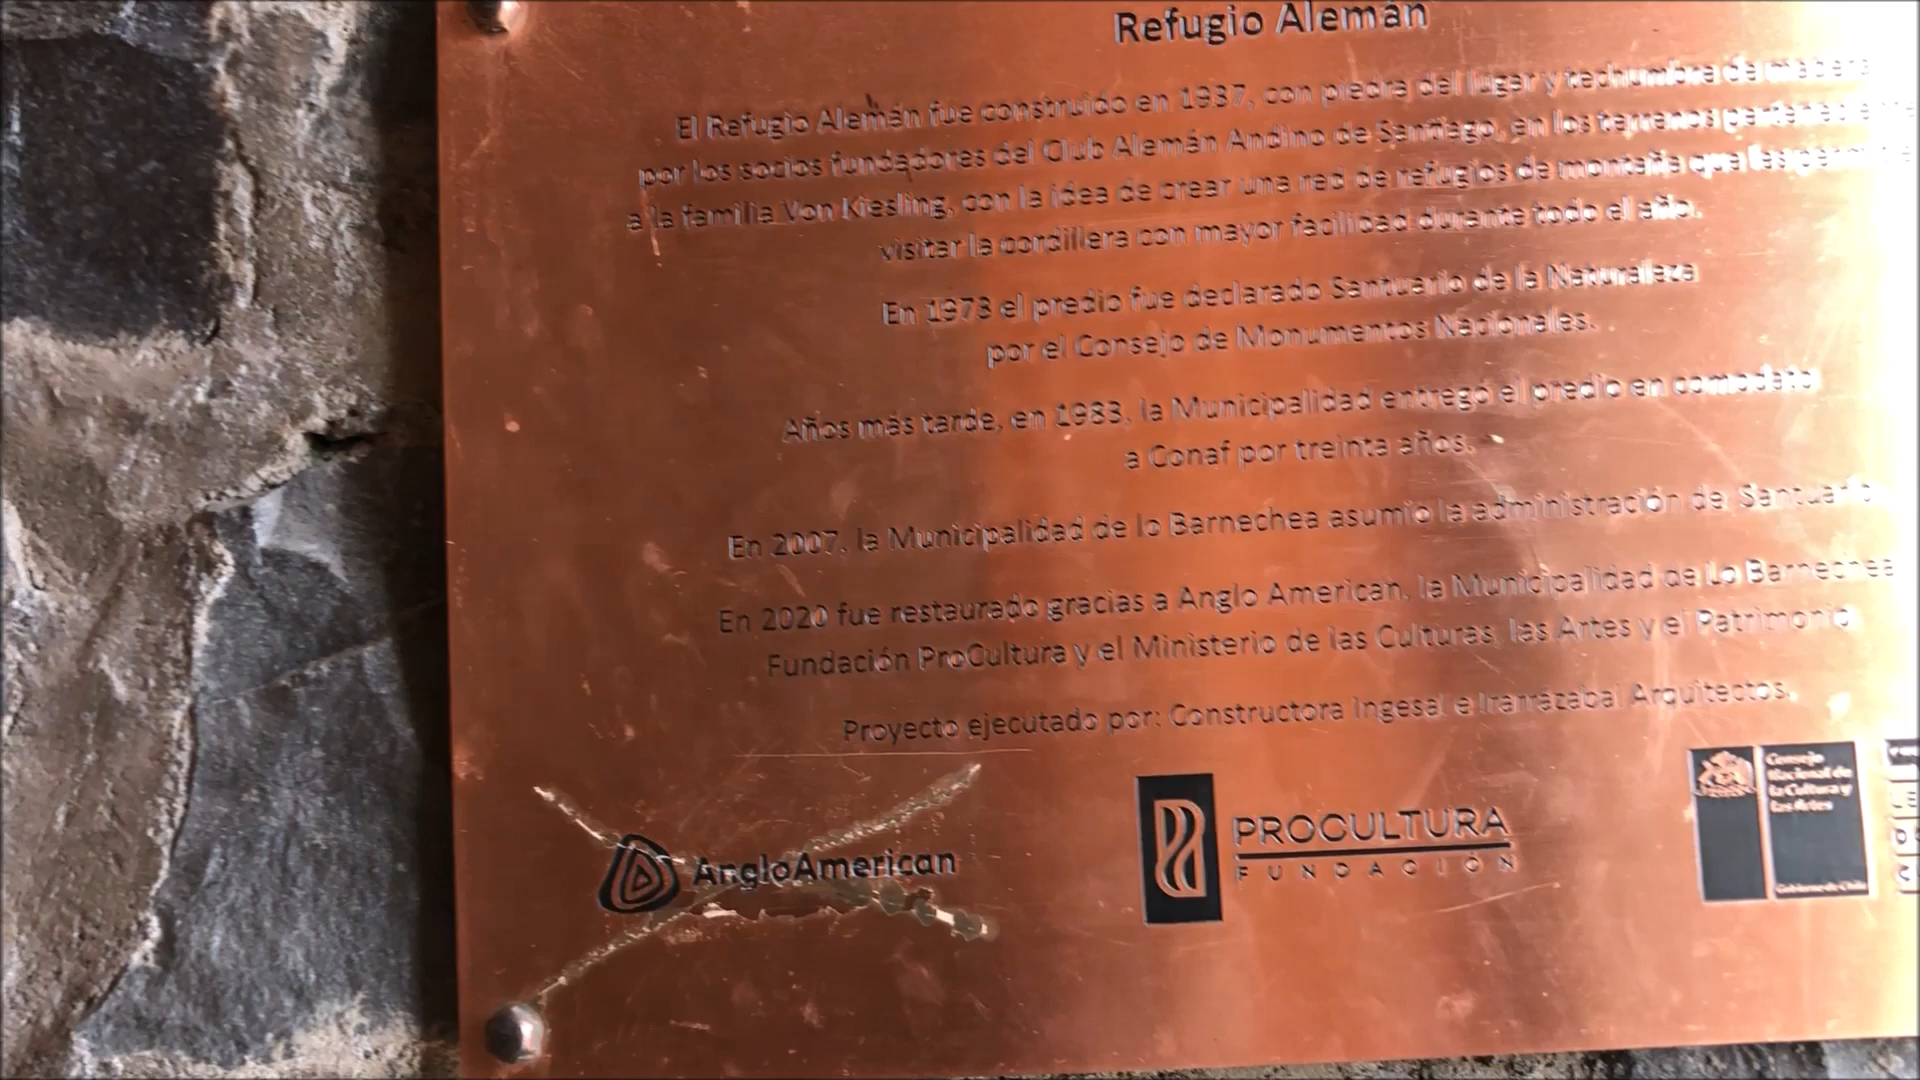 Refugio Alemán
El Refugio Alemán fue construido en 1937, con piedra del lugar y techumbre de madera
por los socios fundadores del Club Alemán Andino de Santiago, en los terrenos
a la familia Von Kiesling, con la idea de crear una red de refugios de montaña que les
visitar la cordillera con mayor facilidad durante todo el año.
En 1973 el predio fue declarado Santuario de la Naturaleza
por el Consejo de Monumentos Nacionales.
Años más tarde, en 1983, la Municipalidad entregó el predio en comodato
a Conaf por treinta años.
En 2007, la Municipalidad de lo Barnechea asumió la administración del Santuario
En 2020 fue restaurado gracias a Anglo American, la Municipalidad de Lo Barnechea
Fundación ProCultura y el Ministerio de las Culturas, las Artes y el Patrimonio
Proyecto ejecutado por: Constructora Ingesal e Irarrázabal Arquitectos.
AngloAmerican
PROCULTURA
FUNDACIÓN
Consejo
Nacional de
la Cultura y
las Artes
Gobierno de Chile